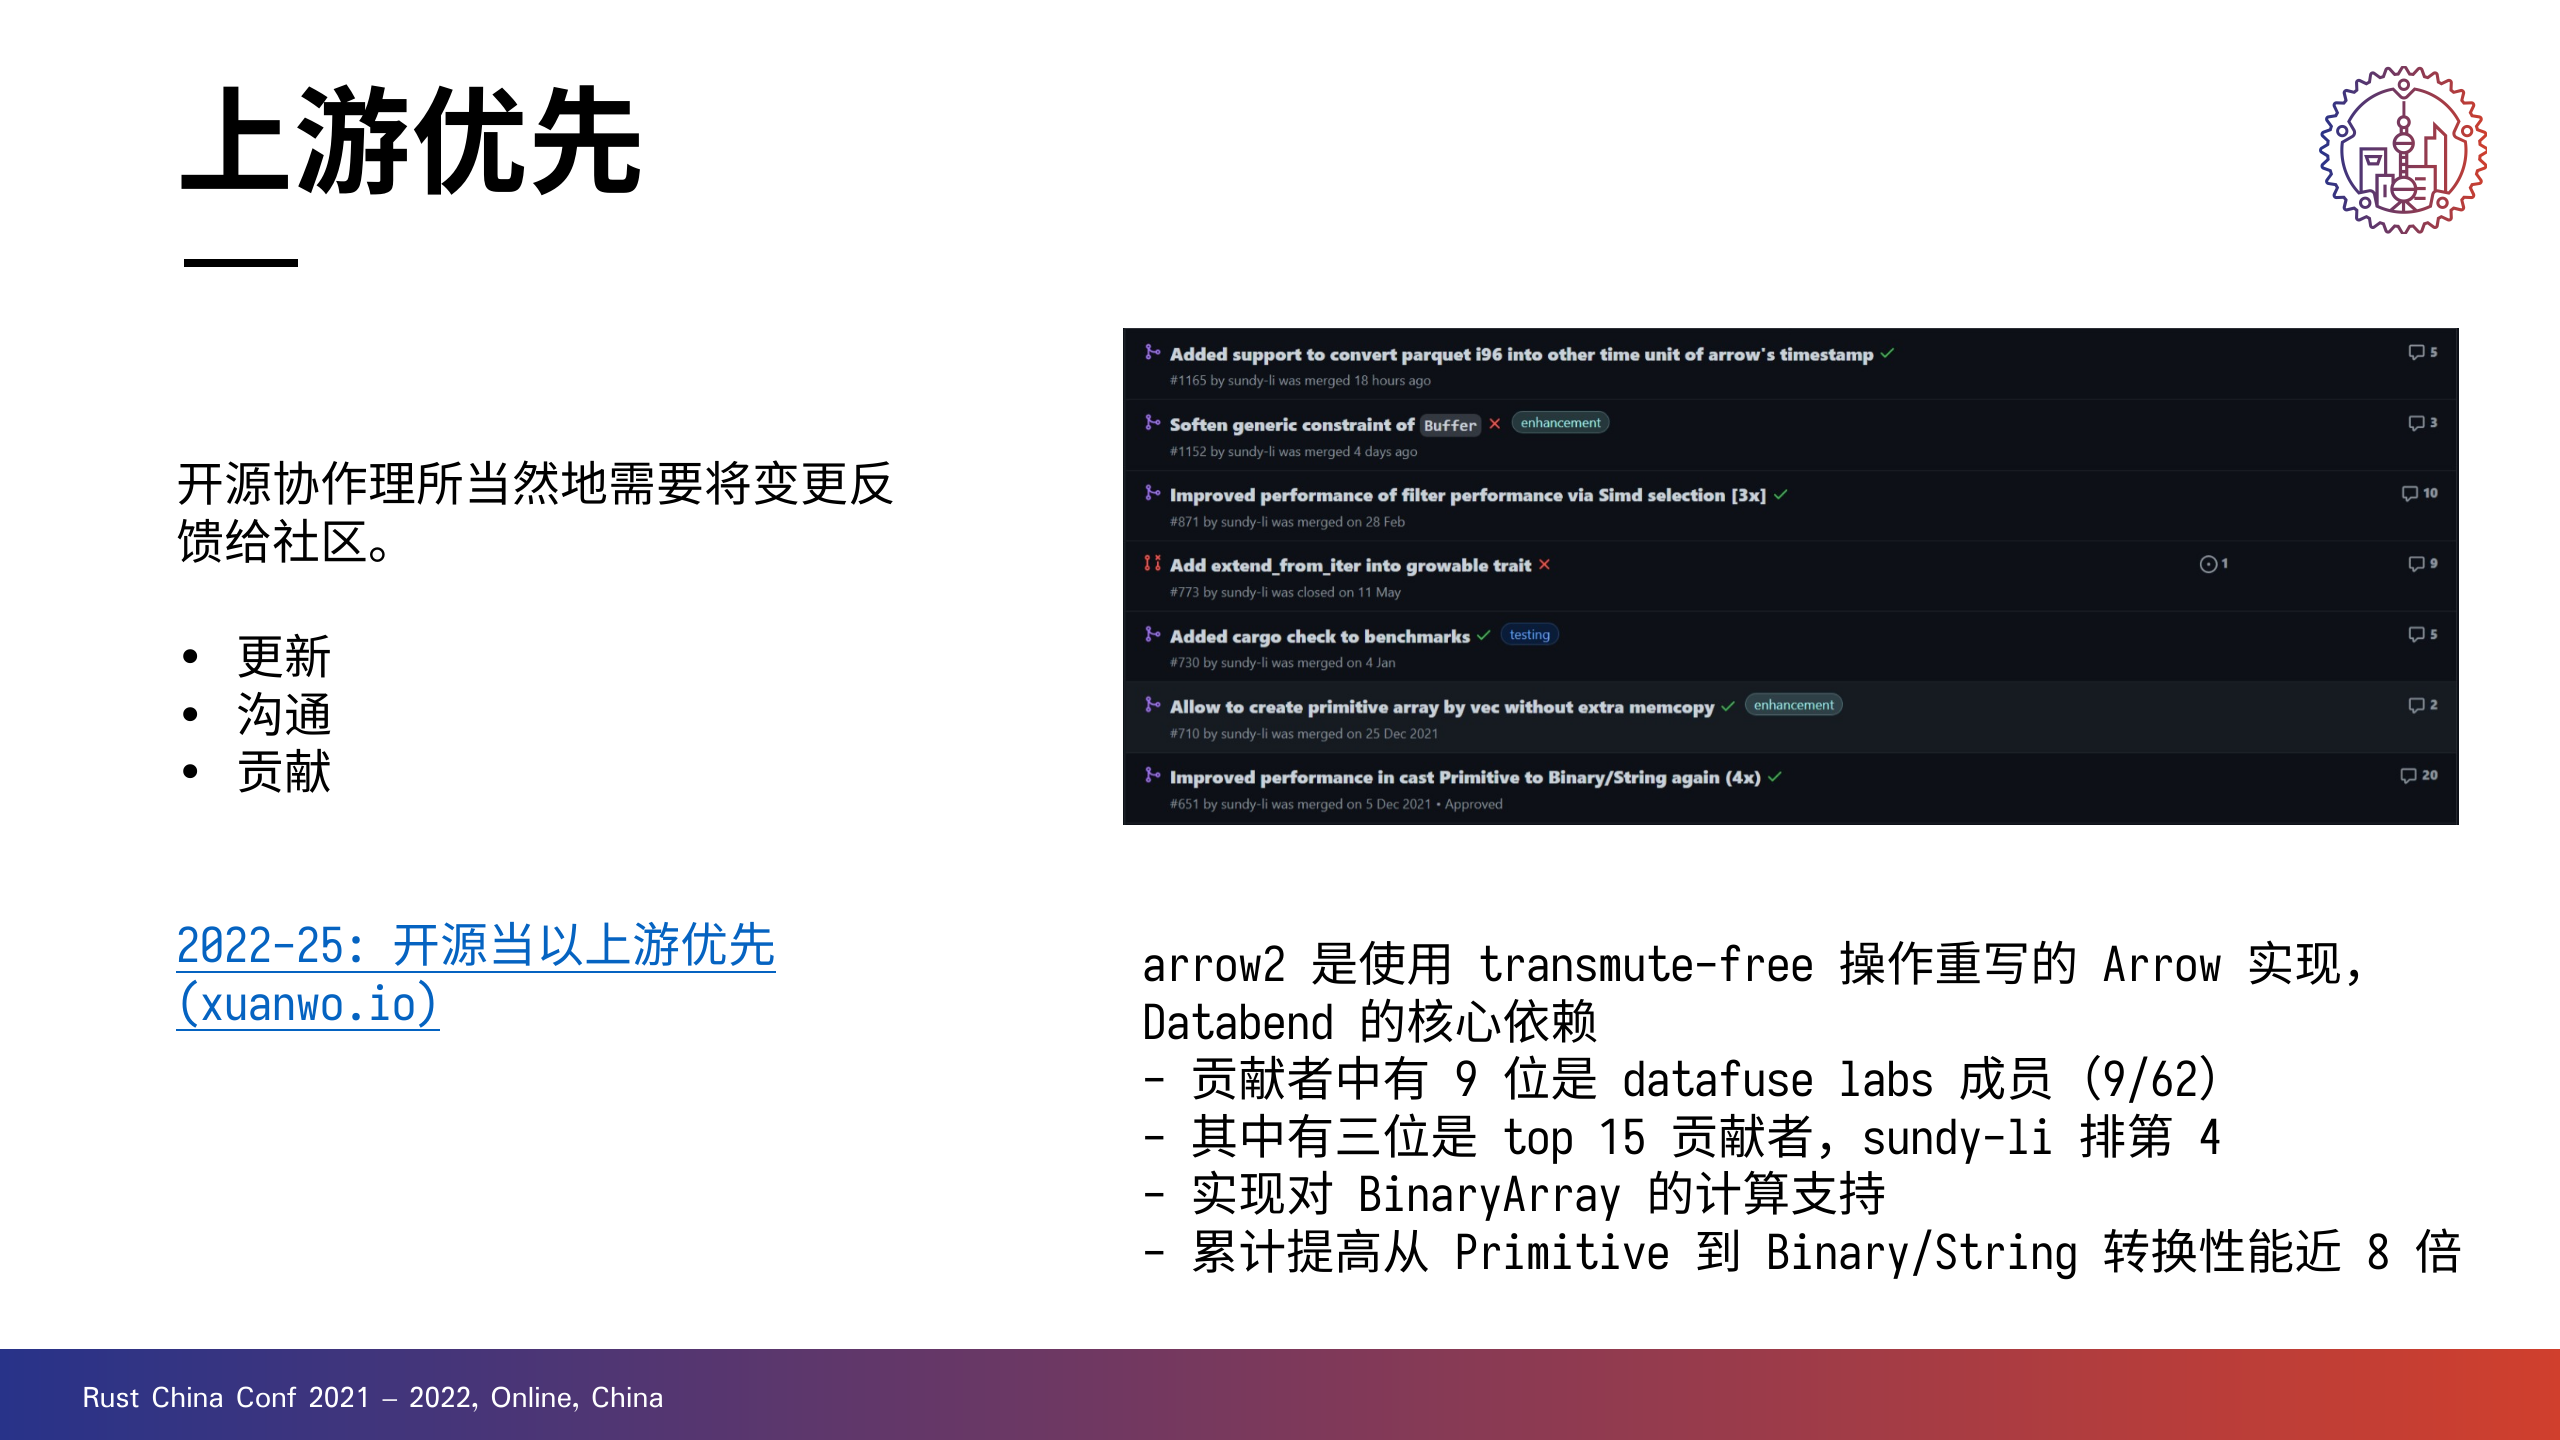 上游优先
开源协作理所当然地需要将变更反
馈给社区。
• 更新
• 沟通
• 贡献
2022-25: 开源当以上游优先
(xuanwo.io)
Added support to convert parquet i96 into other time unit of arrow's timestamp
5
#1165 by sundy-li was merged 18 hours ago
Soften generic constraint of Buffer enhancement
3
#1152 by sundy-li was merged 4 days ago
Improved performance of filter performance via Simd selection [3x]
10
#871 by sundy-li was merged on 28 Feb
Add extend_from_iter into growable trait
1
9
#773 by sundy-li was closed on 11 May
Added cargo check to benchmarks testing
5
#730 by sundy-li was merged on 4 Jan
Allow to create primitive array by vec without extra memcopy enhancement
2
#710 by sundy-li was merged on 25 Dec 2021
Improved performance in cast Primitive to Binary/String again (4x)
20
#651 by sundy-li was merged on 5 Dec 2021 • Approved
arrow2 是使用 transmute-free 操作重写的 Arrow 实现，
Databend 的核心依赖
- 贡献者中有 9 位是 datafuse labs 成员（9/62）
- 其中有三位是 top 15 贡献者，sundy-li 排第 4
- 实现对 BinaryArray 的计算支持
- 累计提高从 Primitive 到 Binary/String 转换性能近 8 倍
Rust China Conf 2021 – 2022, Online, China